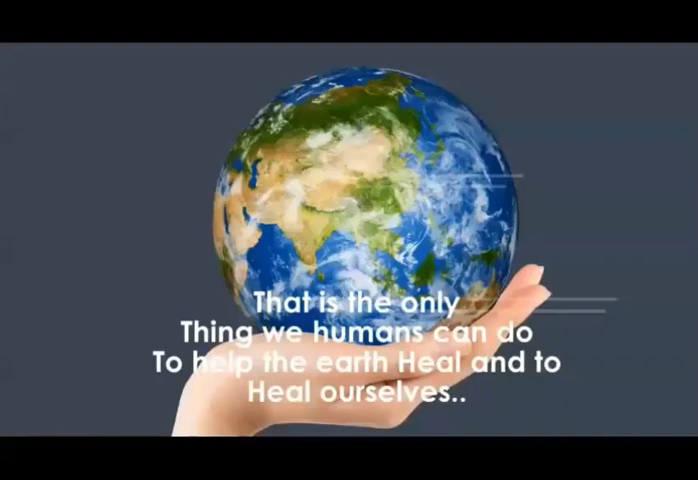 That is the only
Thing we humans can do
To help the earth Heal and to
Heal ourselves..